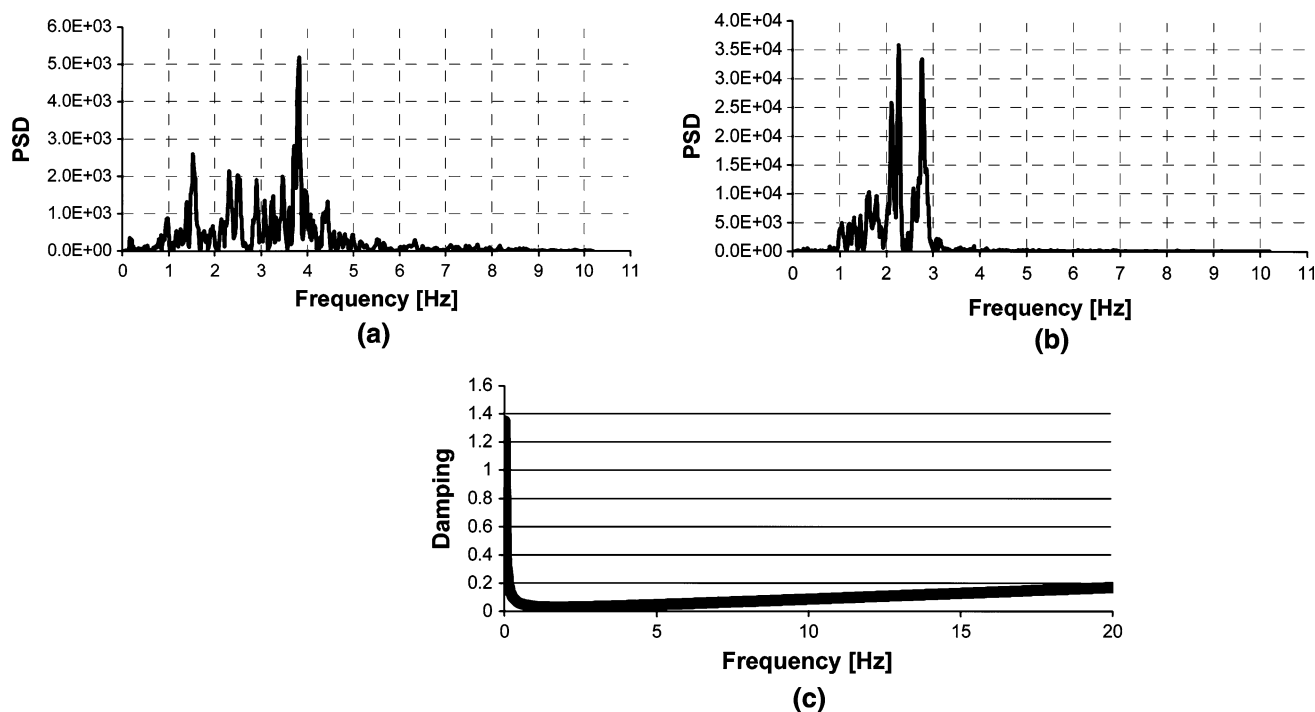 6.0E+03
5.0E+03
4.0E+03
3.0E+03
2.0E+03
1.0E+03
0.0E+00
PSD
0 1 2 3 4 5 6 7 8 9 10 11
Frequency [Hz]
(a)
4.0E+04
3.5E+04
3.0E+04
2.5E+04
2.0E+04
1.5E+04
1.0E+04
5.0E+03
0.0E+00
PSD
0 1 2 3 4 5 6 7 8 9 10 11
Frequency [Hz]
(b)
1.6
1.4
1.2
1
0.8
0.6
0.4
0.2
0
Damping
0 5 10 15 20
Frequency [Hz]
(c)